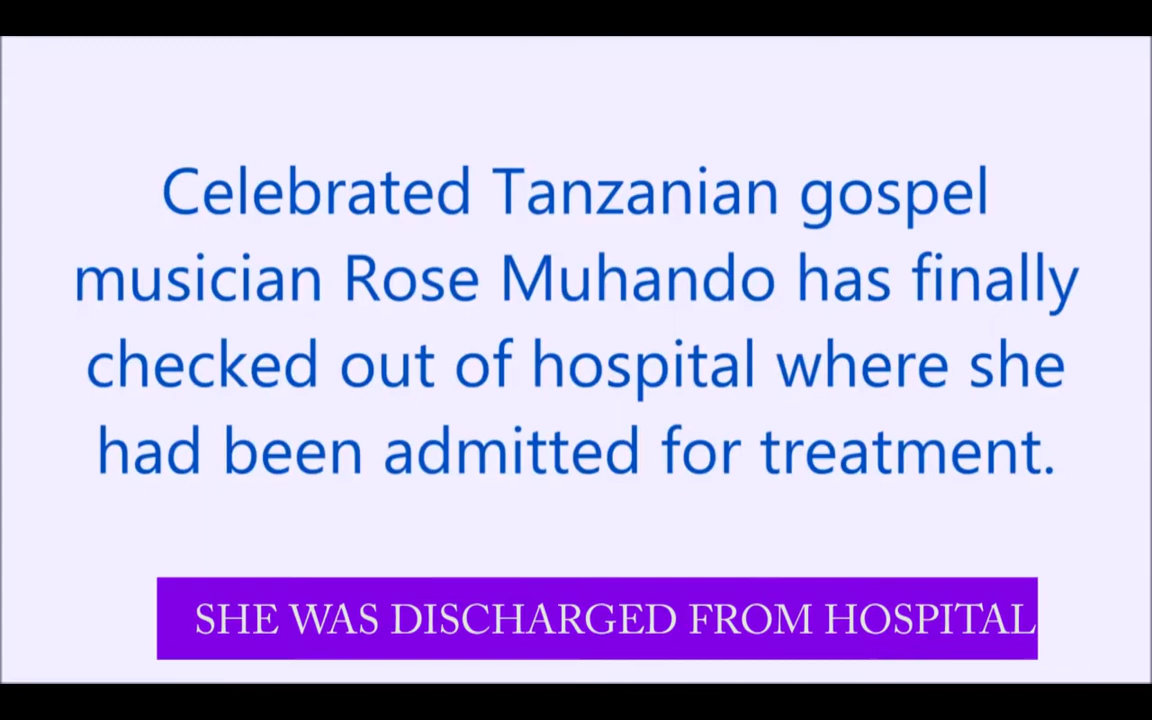 Celebrated Tanzanian gospel
musician Rose Muhando has finally
checked out of hospital where she
had been admitted for treatment.
SHE WAS DISCHARGED FROM HOSPITAL